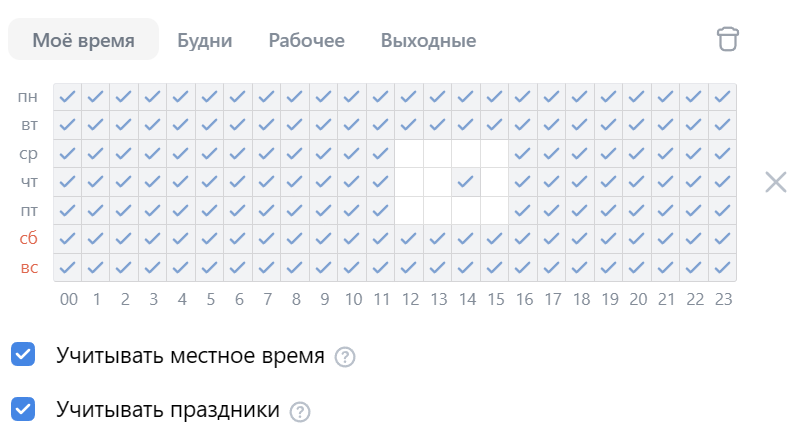 Моё время Будни Рабочее Выходные
пн
вт
ср
чт
пт
сб
вс
00 1 2 3 4 5 6 7 8 9 10 11 12 13 14 15 16 17 18 19 20 21 22 23
Учитывать местное время ?
Учитывать праздники ?